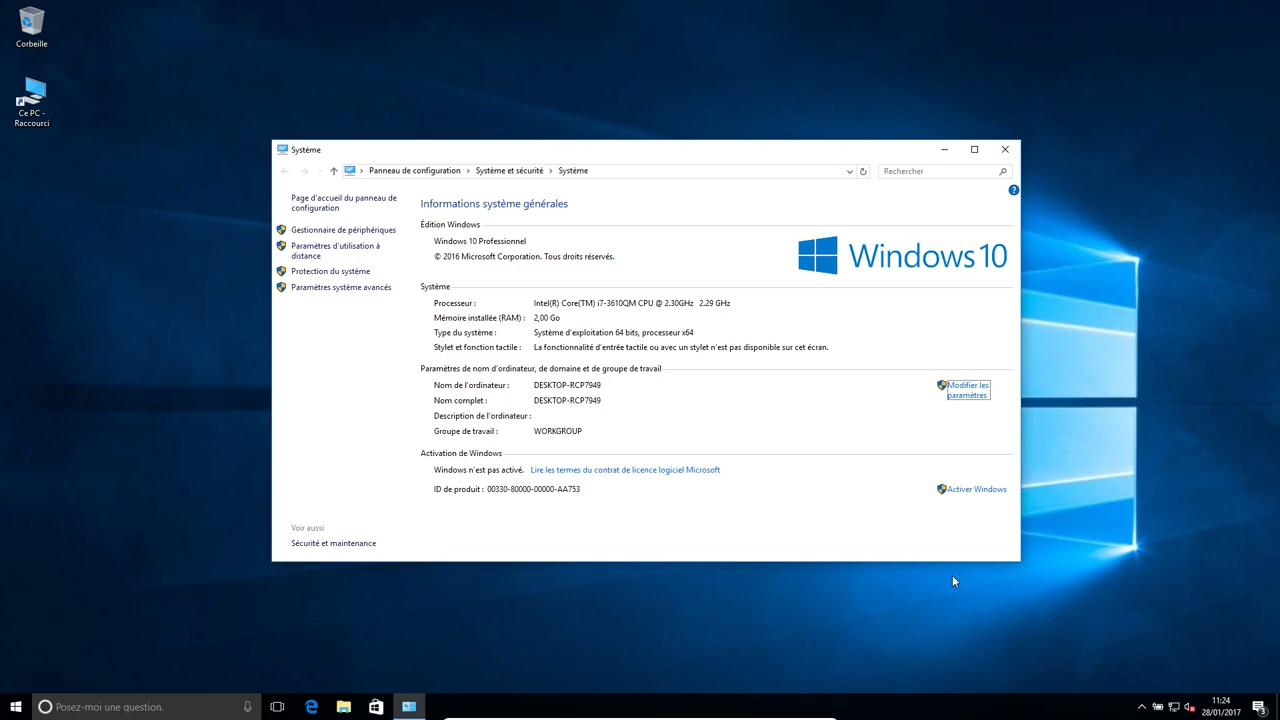 Corbeille
Ce PC -
Raccourci
Système
Panneau de configuration
Système et sécurité
Système
Rechercher
Page d'accueil du panneau de
configuration
Gestionnaire de périphériques
Paramètres d'utilisation à
distance
Protection du système
Paramètres système avancés
Voir aussi
Sécurité et maintenance
Informations système générales
Édition Windows
Windows 10 Professionnel
© 2016 Microsoft Corporation. Tous droits réservés.
Windows 10
Système
Processeur : Intel(R) Core(TM) i7-3610QM CPU @ 2.30GHz 2.29 GHz
Mémoire installée (RAM) : 2,00 Go
Type du système : Système d'exploitation 64 bits, processeur x64
Stylet et fonction tactile : La fonctionnalité d'entrée tactile ou avec un stylet n'est pas disponible sur cet écran.
Paramètres de nom d'ordinateur, de domaine et de groupe de travail
Nom de l'ordinateur : DESKTOP-RCP7949
Modifier les
paramètres
Nom complet : DESKTOP-RCP7949
Description de l'ordinateur :
Groupe de travail : WORKGROUP
Activation de Windows
Windows n'est pas activé. Lire les termes du contrat de licence logiciel Microsoft
ID de produit : 00330-80000-00000-AA753
Activer Windows
Posez-moi une question.
11:24
28/01/2017
3